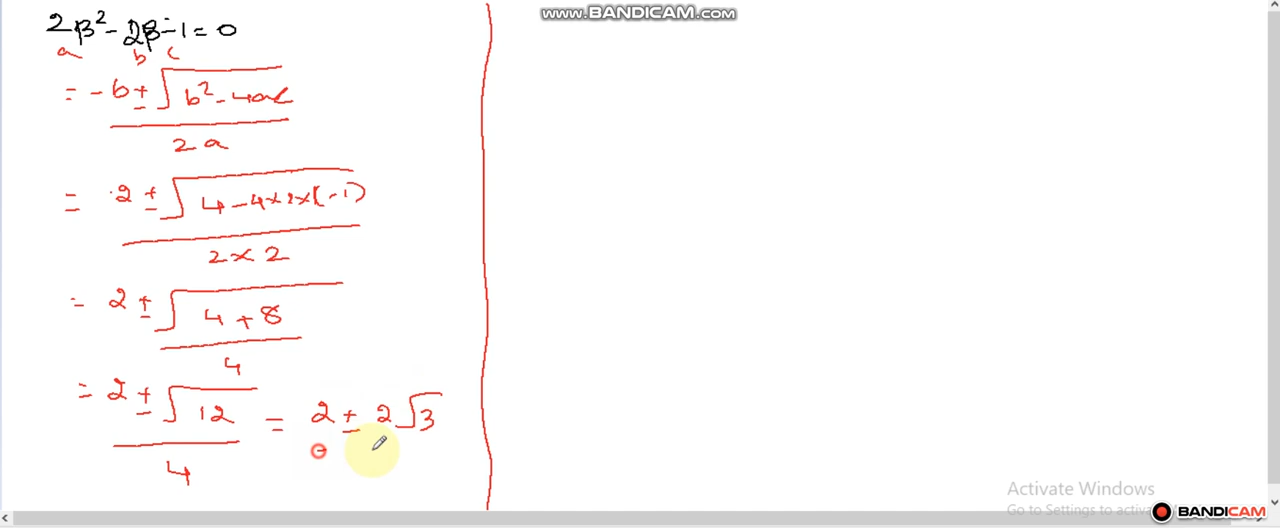 WWW.BANDICAM.COM
2β² - 2β - 1 = 0
a b c
= -b ± √b² - 4ac
2a
= 2 ± √4 - 4×2×(-1)
2 × 2
= 2 ± √4 + 8
4
= 2 ± √12 = 2 ± 2√3
4
Activate Windows
Go to Settings to activa
BANDICAM